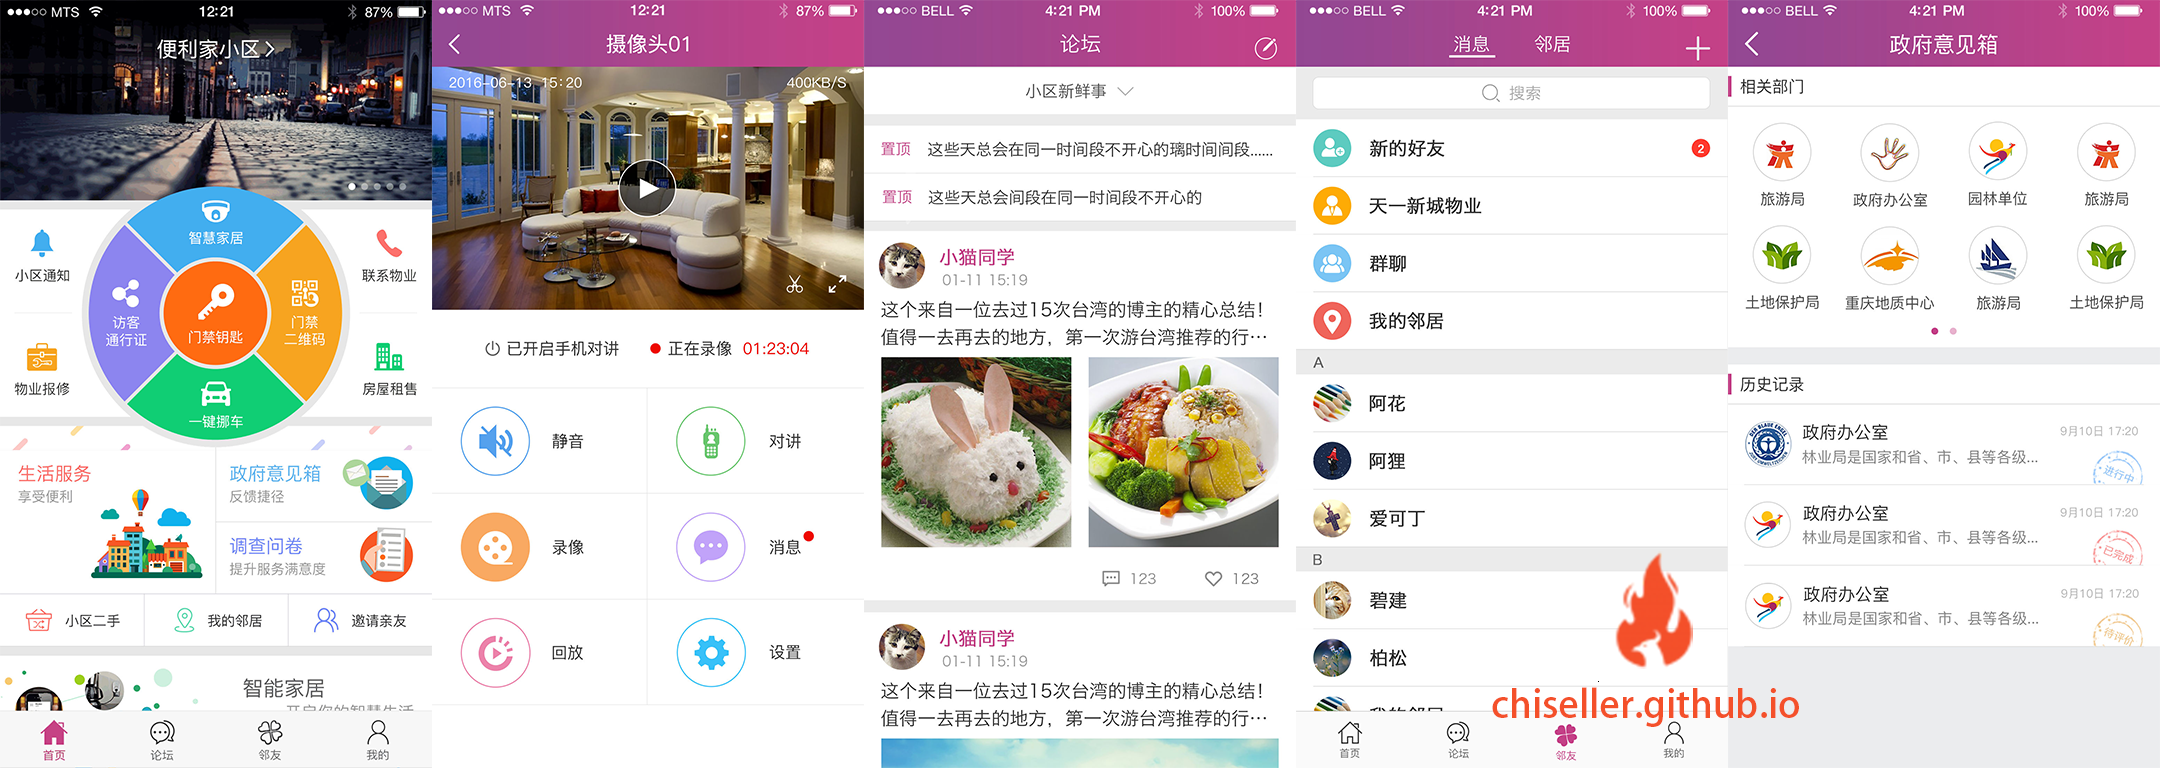 ●●●○○ MTS
12:21
87%
便利家小区
智慧家居
小区通知
联系物业
访客
通行证
门禁
二维码
门禁钥匙
物业报修
房屋租售
一键挪车
生活服务
享受便利
政府意见箱
反馈捷径
调查问卷
提升服务满意度
小区二手
我的邻居
邀请亲友
智能家居
开启你的智慧生活
首页
论坛
邻友
我的
●●●○○ MTS
12:21
87%
摄像头01
2016-06-13 15:20
400KB/S
已开启手机对讲
正在录像 01:23:04
静音
对讲
录像
消息
回放
设置
●●●○○ BELL
4:21 PM
100%
论坛
小区新鲜事
置顶 这些天总会在同一时间段不开心的璃时间间段......
置顶 这些天总会间段在同一时间段不开心的
小猫同学
01-11 15:19
这个来自一位去过15次台湾的博主的精心总结!
值得一去再去的地方，第一次游台湾推荐的行…
123
123
小猫同学
01-11 15:19
这个来自一位去过15次台湾的博主的精心总结!
值得一去再去的地方，第一次游台湾推荐的行…
●●●○○ BELL
4:21 PM
100%
消息
邻居
搜索
新的好友
2
天一新城物业
群聊
我的邻居
A
阿花
阿狸
爱可丁
B
碧建
柏松
我的邻居
chiseller.github.io
首页
论坛
邻友
我的
●●●○○ BELL
4:21 PM
100%
政府意见箱
相关部门
旅游局
政府办公室
园林单位
旅游局
土地保护局
重庆地质中心
旅游局
土地保护局
历史记录
政府办公室
9月10日 17:20
林业局是国家和省、市、县等各级...
进行中
政府办公室
9月10日 17:20
林业局是国家和省、市、县等各级...
已完成
政府办公室
9月10日 17:20
林业局是国家和省、市、县等各级...
待评价